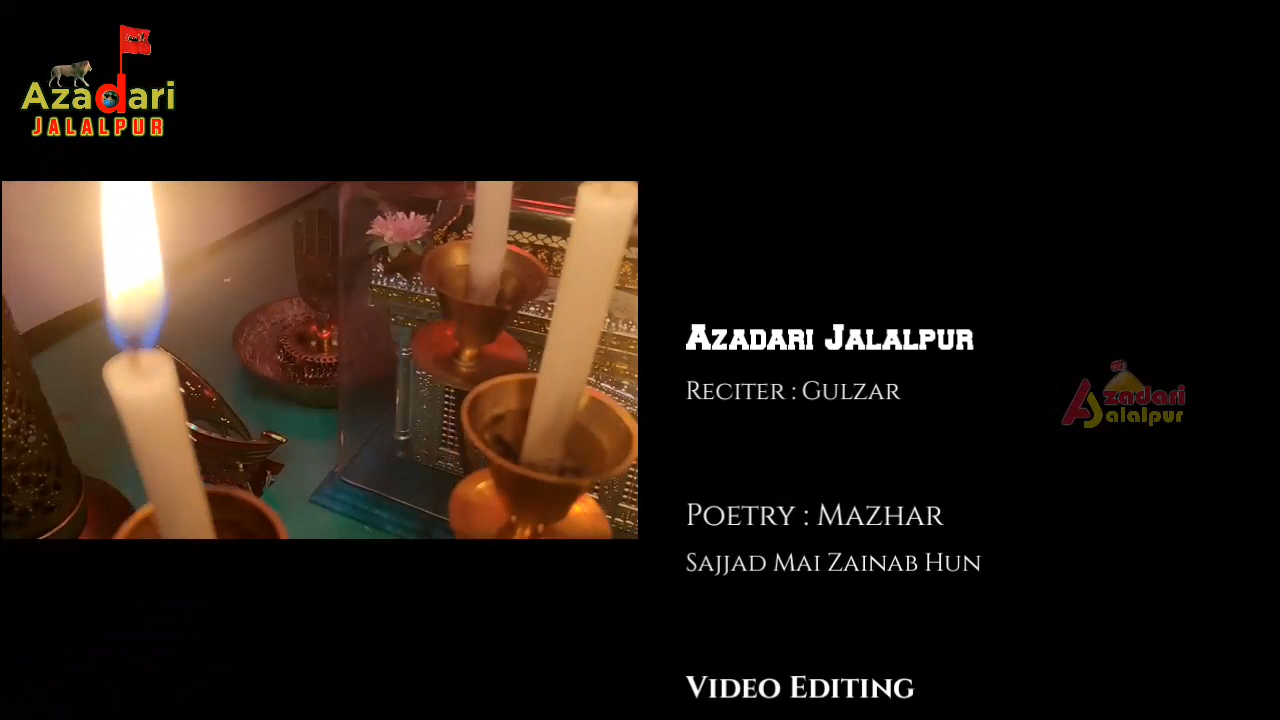 Azadari
JALALPUR
Azadari Jalalpur
Reciter : Gulzar
Azadari
Jalalpur
Poetry : Mazhar
Sajjad Mai Zainab Hun
Video Editing